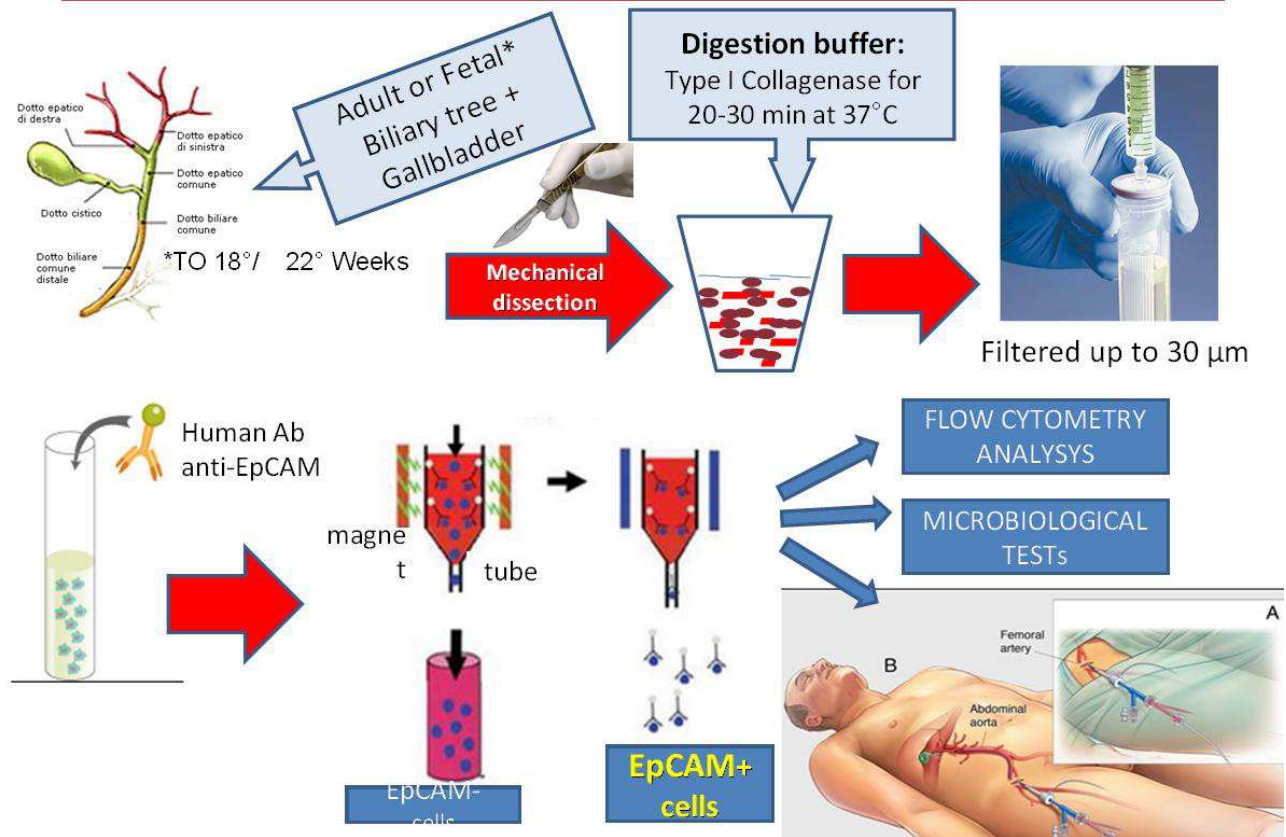 Adult or Fetal*
Biliary tree +
Gallbladder
Digestion buffer:
Type I Collagenase for
20-30 min at 37°C
Dotto epatico
di destra
Dotto epatico
di sinistra
Dotto epatico
comune
Dotto cistico
Dotto biliare
comune
Dotto biliare
comune
distale
*TO 18°/ 22° Weeks
Mechanical
dissection
Filtered up to 30 µm
Human Ab
anti-EpCAM
magne
t
tube
EpCAM-
cells
EpCAM+
cells
FLOW CYTOMETRY
ANALYSYS
MICROBIOLOGICAL
TESTs
A
Femoral
artery
B
Abdominal
aorta